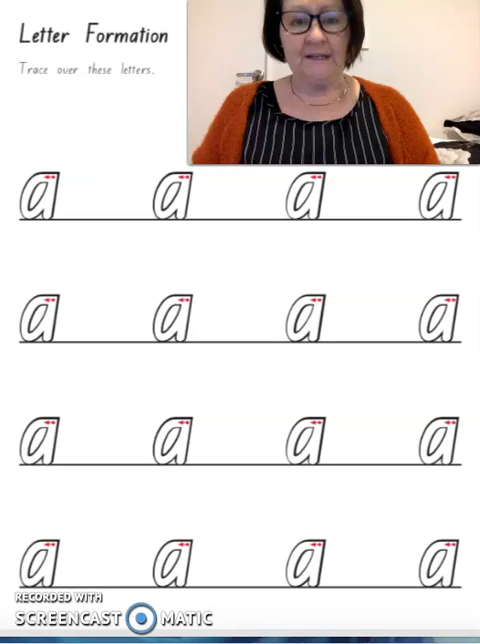 Letter Formation
Trace over these letters.
a a a a
a a a a
a a a a
a a a a
RECORDED WITH
SCREENCAST MATIC